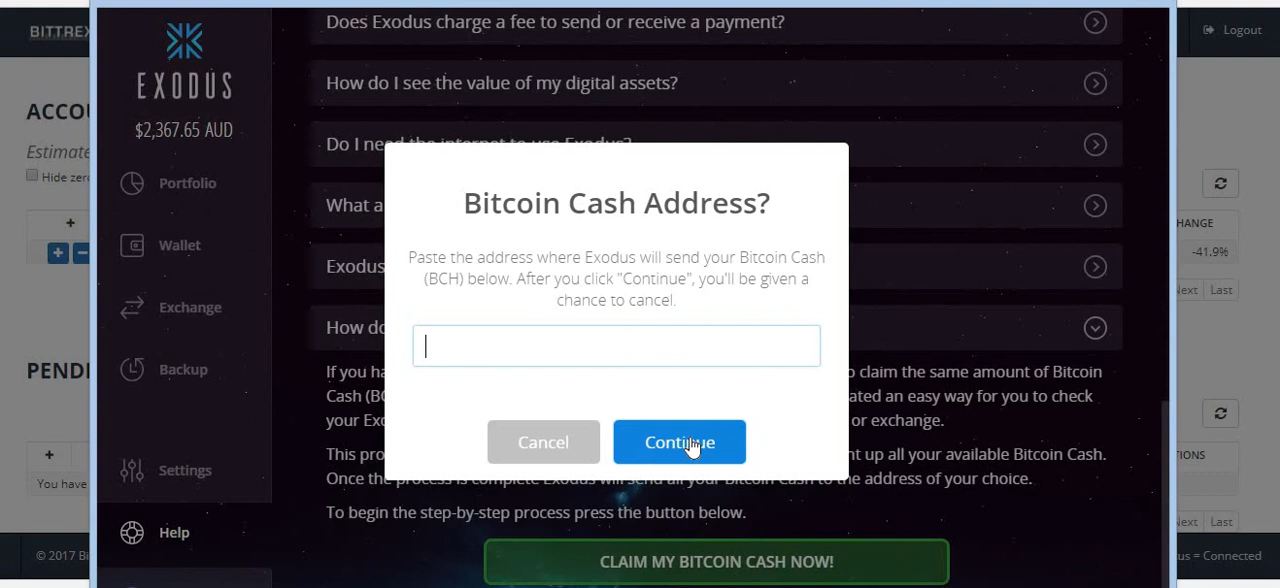 BITTREX
Logout
EXODUS
$2,367.65 AUD
Portfolio
Wallet
Exchange
Backup
Settings
Help
Does Exodus charge a fee to send or receive a payment?
How do I see the value of my digital assets?
Do I need the internet to use Exodus?
What a
Exodus
How do
Bitcoin Cash Address?
Paste the address where Exodus will send your Bitcoin Cash
(BCH) below. After you click "Continue", you'll be given a
chance to cancel.
Cancel
Continue
If you ha
o claim the same amount of Bitcoin
Cash (B
ated an easy way for you to check
your Exo
or exchange.
This pro
nt up all your available Bitcoin Cash.
Once the process is complete Exodus will send all your Bitcoin Cash to the address of your choice.
To begin the step-by-step process press the button below.
CLAIM MY BITCOIN CASH NOW!
ACCOU
Estimate
Hide zer
+
HANGE
-41.9%
Next
Last
PENDI
+
TIONS
You have
Next
Last
© 2017 Bi
us = Connected